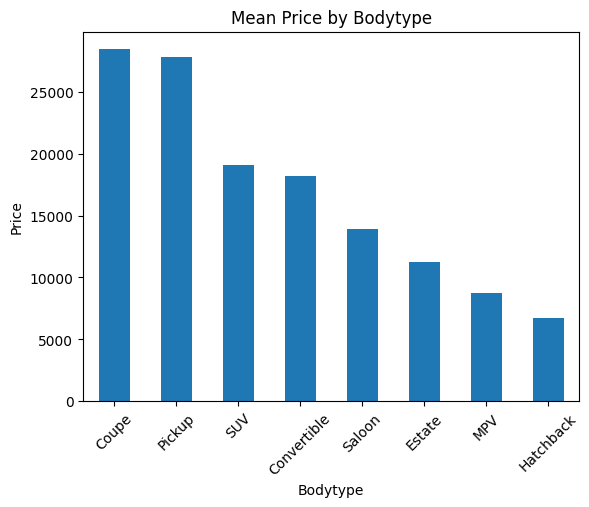 Mean Price by Bodytype
Price
25000
20000
15000
10000
5000
0
Coupe
Pickup
SUV
Convertible
Saloon
Estate
MPV
Hatchback
Bodytype